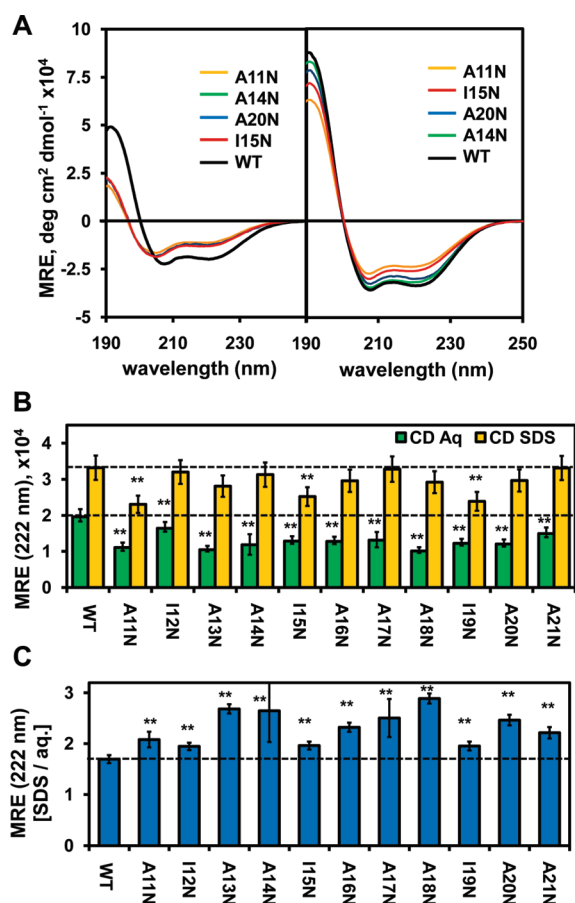 A
MRE, deg cm² dmol⁻¹ x10⁴
10
7.5
5
2.5
0
-2.5
-5
A11N
A14N
A20N
I15N
WT
A11N
I15N
A20N
A14N
WT
190 210 230 190 210 230 250
wavelength (nm) wavelength (nm)
B
MRE (222 nm), x10⁴
5
4
3
2
1
0
CD Aq CD SDS
** ** ** ** ** ** ** ** ** ** ** ** ** **
WT A11N I12N A13N A14N I15N A16N A17N A18N I19N A20N A21N
C
MRE (222 nm)
[SDS / aq.]
3
2
1
0
** ** ** ** ** ** ** ** ** ** **
WT A11N I12N A13N A14N I15N A16N A17N A18N I19N A20N A21N